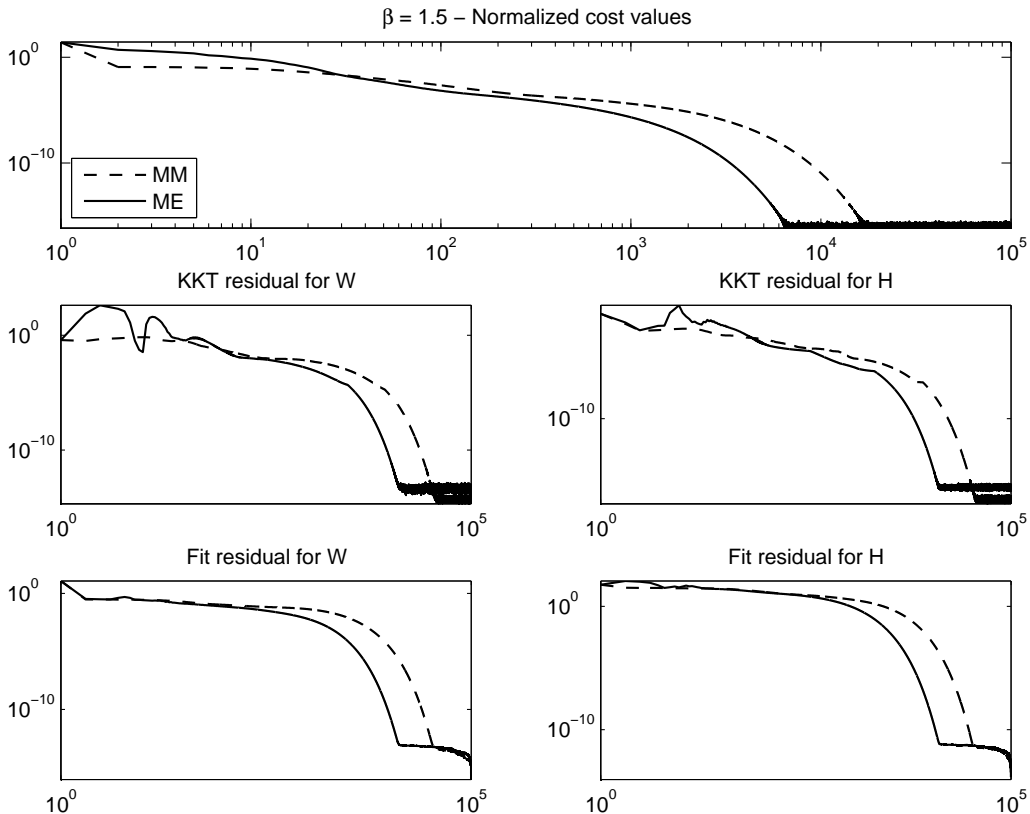 β = 1.5 – Normalized cost values
10^0
10^−10
MM
ME
10^0 10^1 10^2 10^3 10^4 10^5
KKT residual for W
10^0
10^−10
10^0 10^5
KKT residual for H
10^0
10^−10
10^0 10^5
Fit residual for W
10^0
10^−10
10^0 10^5
Fit residual for H
10^0
10^−10
10^0 10^5